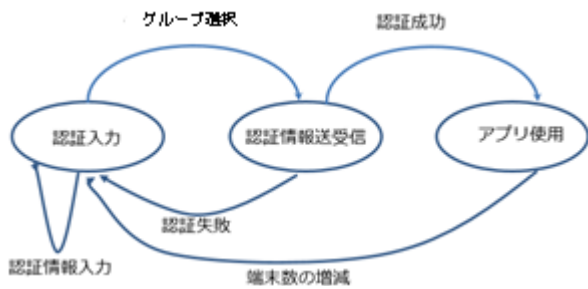 グループ選択
認証成功
認証入力
認証情報送受信
アプリ使用
認証失敗
認証情報入力
端末数の増減